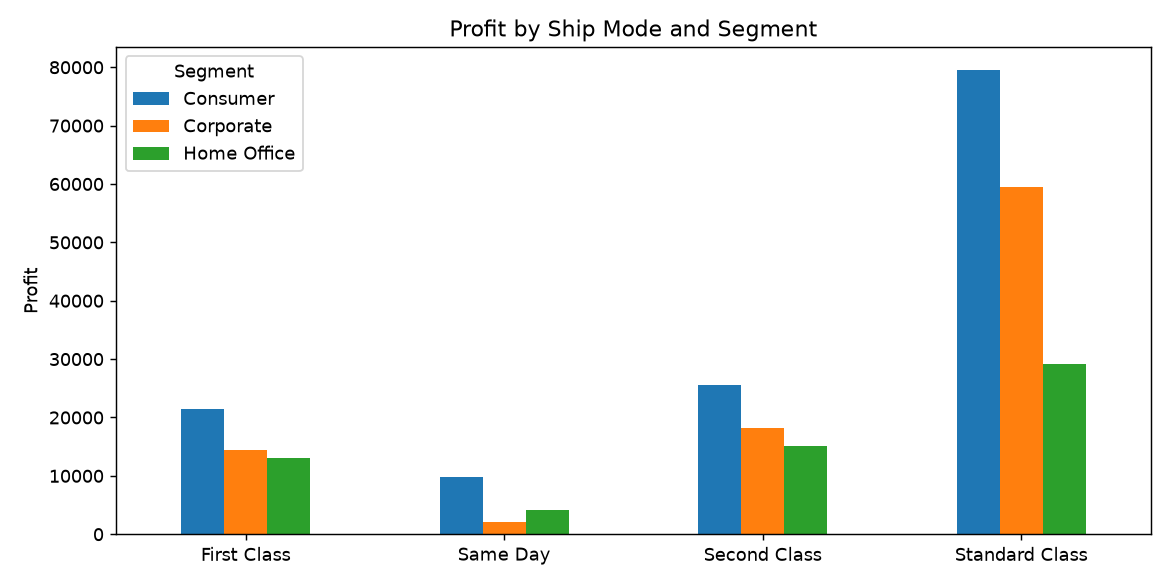 Profit by Ship Mode and Segment
Segment
Consumer
Corporate
Home Office
Profit
80000
70000
60000
50000
40000
30000
20000
10000
0
First Class
Same Day
Second Class
Standard Class